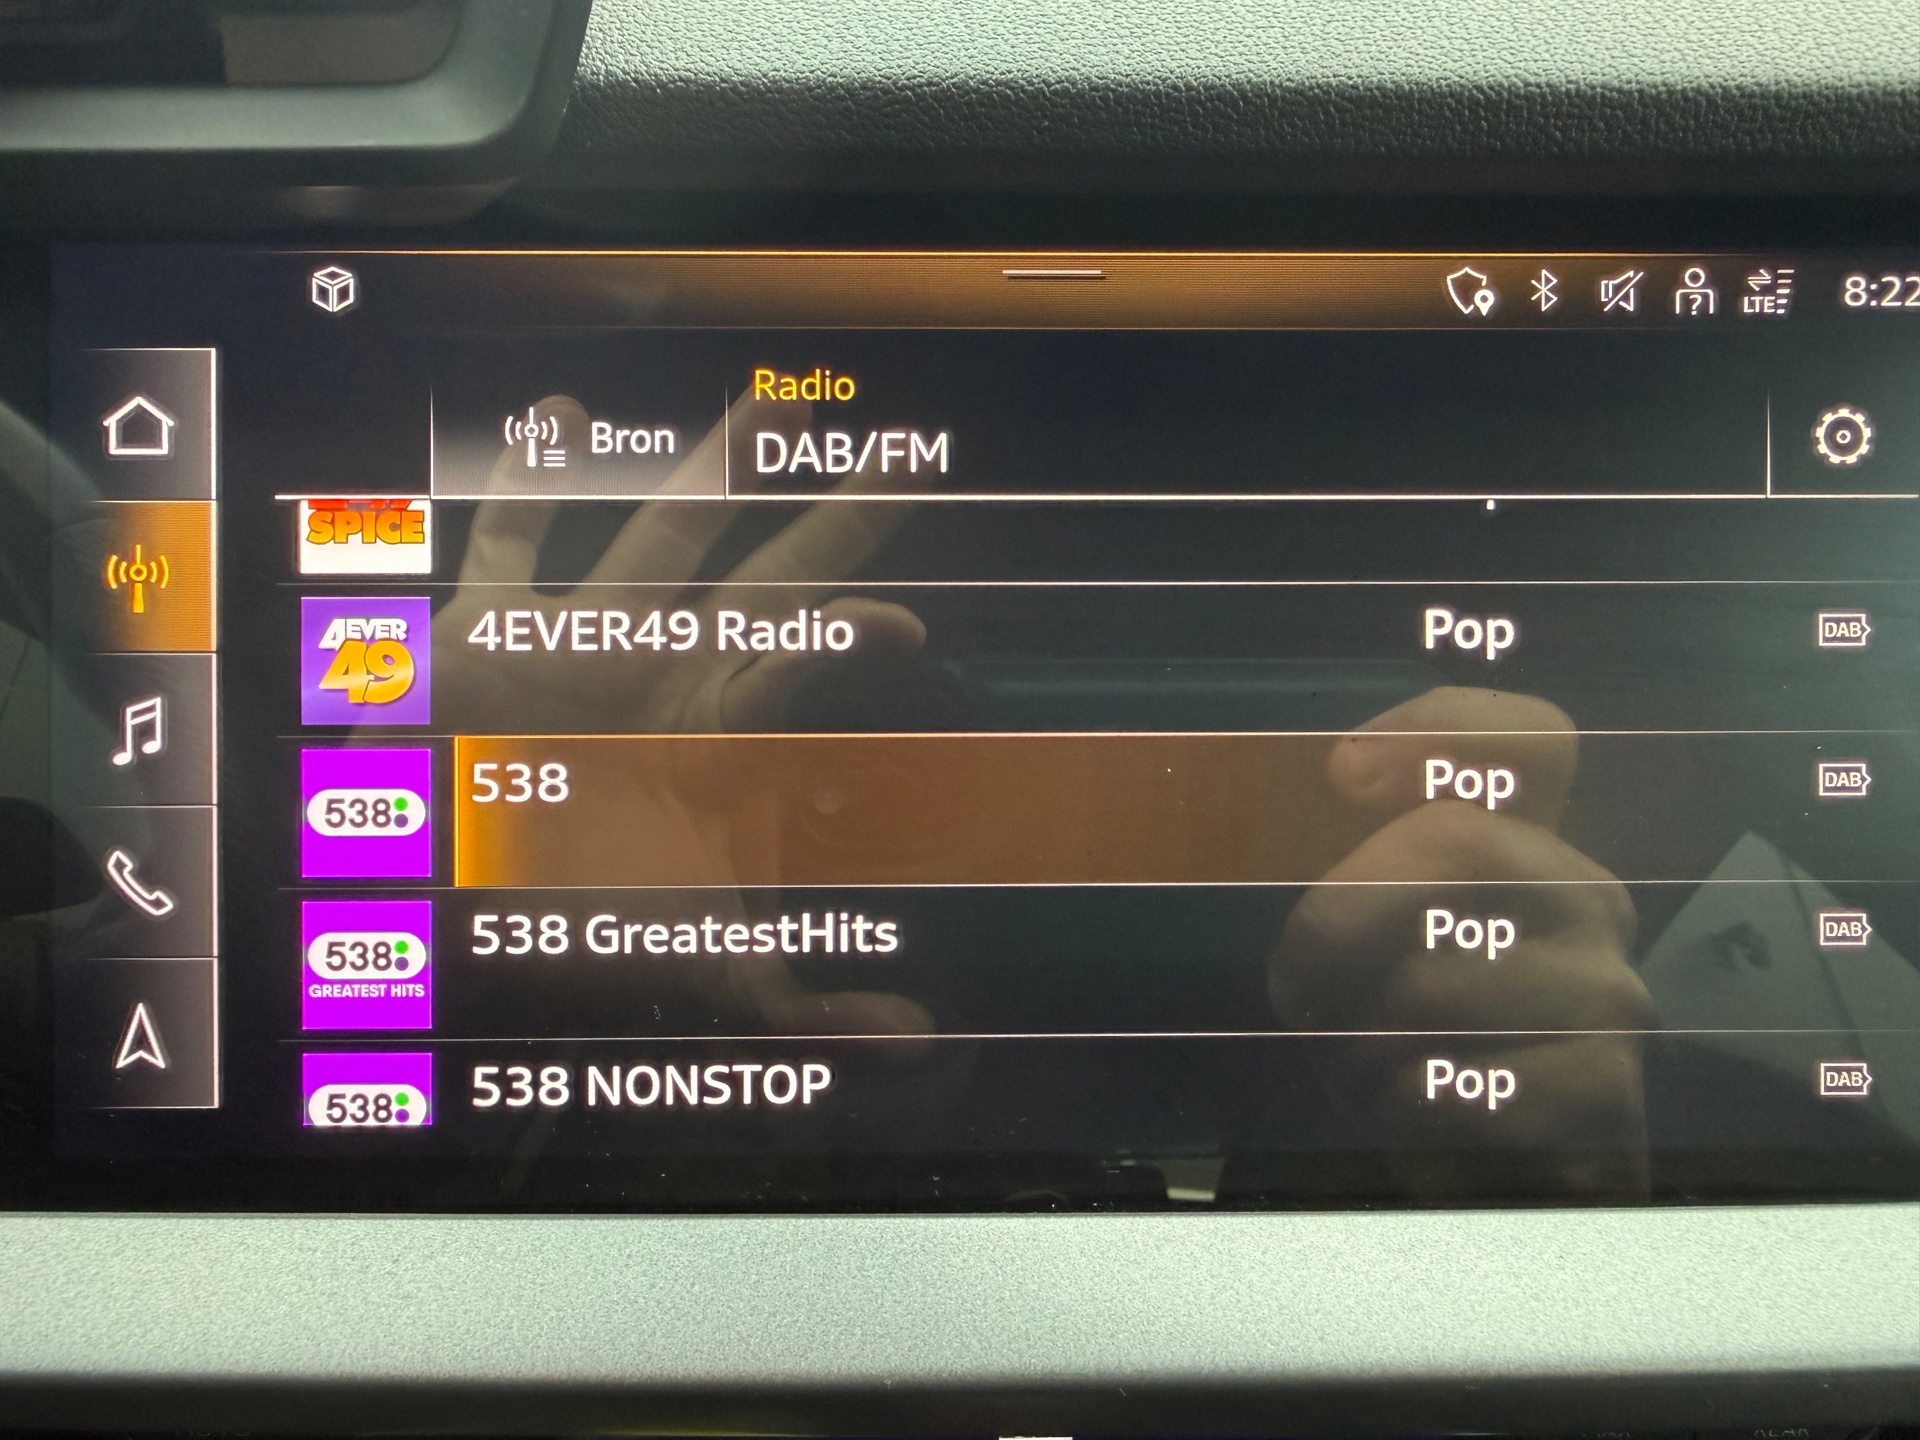 LTE
8:22
Radio
Bron
DAB/FM
SPICE
4EVER
49
4EVER49 Radio
Pop
DAB
538
538
Pop
DAB
538
GREATEST HITS
538 GreatestHits
Pop
DAB
538
538 NONSTOP
Pop
DAB